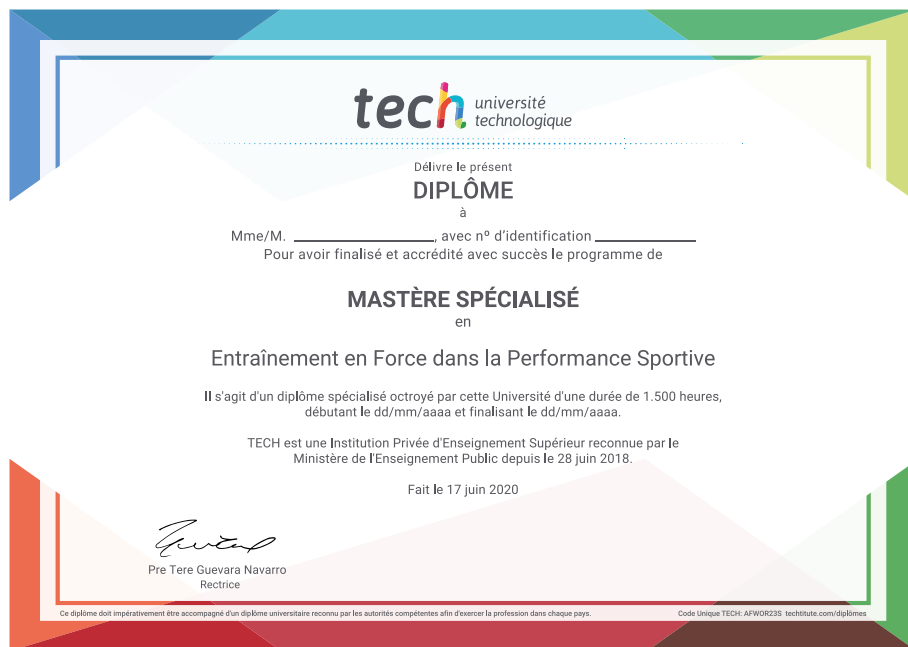 tech université
technologique
Délivre le présent
DIPLÔME
à
Mme/M. ____________, avec nº d'identification ____________
Pour avoir finalisé et accrédité avec succès le programme de
MASTÈRE SPÉCIALISÉ
en
Entraînement en Force dans la Performance Sportive
Il s'agit d'un diplôme spécialisé octroyé par cette Université d'une durée de 1.500 heures,
débutant le dd/mm/aaaa et finalisant le dd/mm/aaaa.
TECH est une Institution Privée d'Enseignement Supérieur reconnue par le
Ministère de l'Enseignement Public depuis le 28 juin 2018.
Fait le 17 juin 2020
Pre Tere Guevara Navarro
Rectrice
Ce diplôme doit impérativement être accompagné d'un diplôme universitaire reconnu par les autorités compétentes afin d'exercer la profession dans chaque pays.
Code Unique TECH: AFWOR23S techtitute.com/diplômes